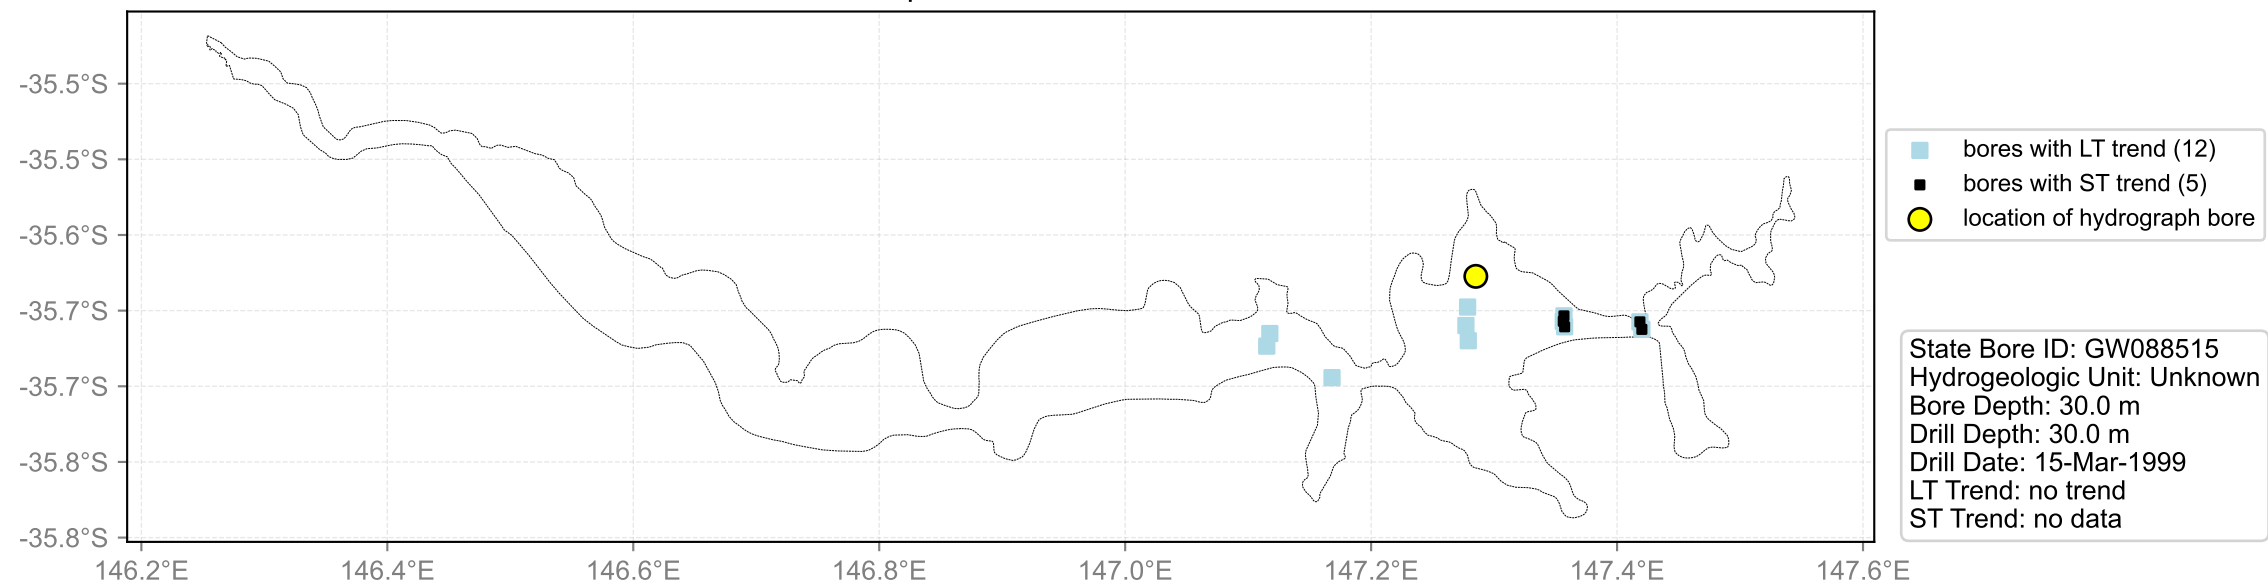 -35.5°S
-35.5°S
-35.6°S
-35.7°S
-35.7°S
-35.8°S
-35.8°S
146.2°E 146.4°E 146.6°E 146.8°E 147.0°E 147.2°E 147.4°E 147.6°E
bores with LT trend (12)
bores with ST trend (5)
location of hydrograph bore
State Bore ID: GW088515
Hydrogeologic Unit: Unknown
Bore Depth: 30.0 m
Drill Depth: 30.0 m
Drill Date: 15-Mar-1999
LT Trend: no trend
ST Trend: no data